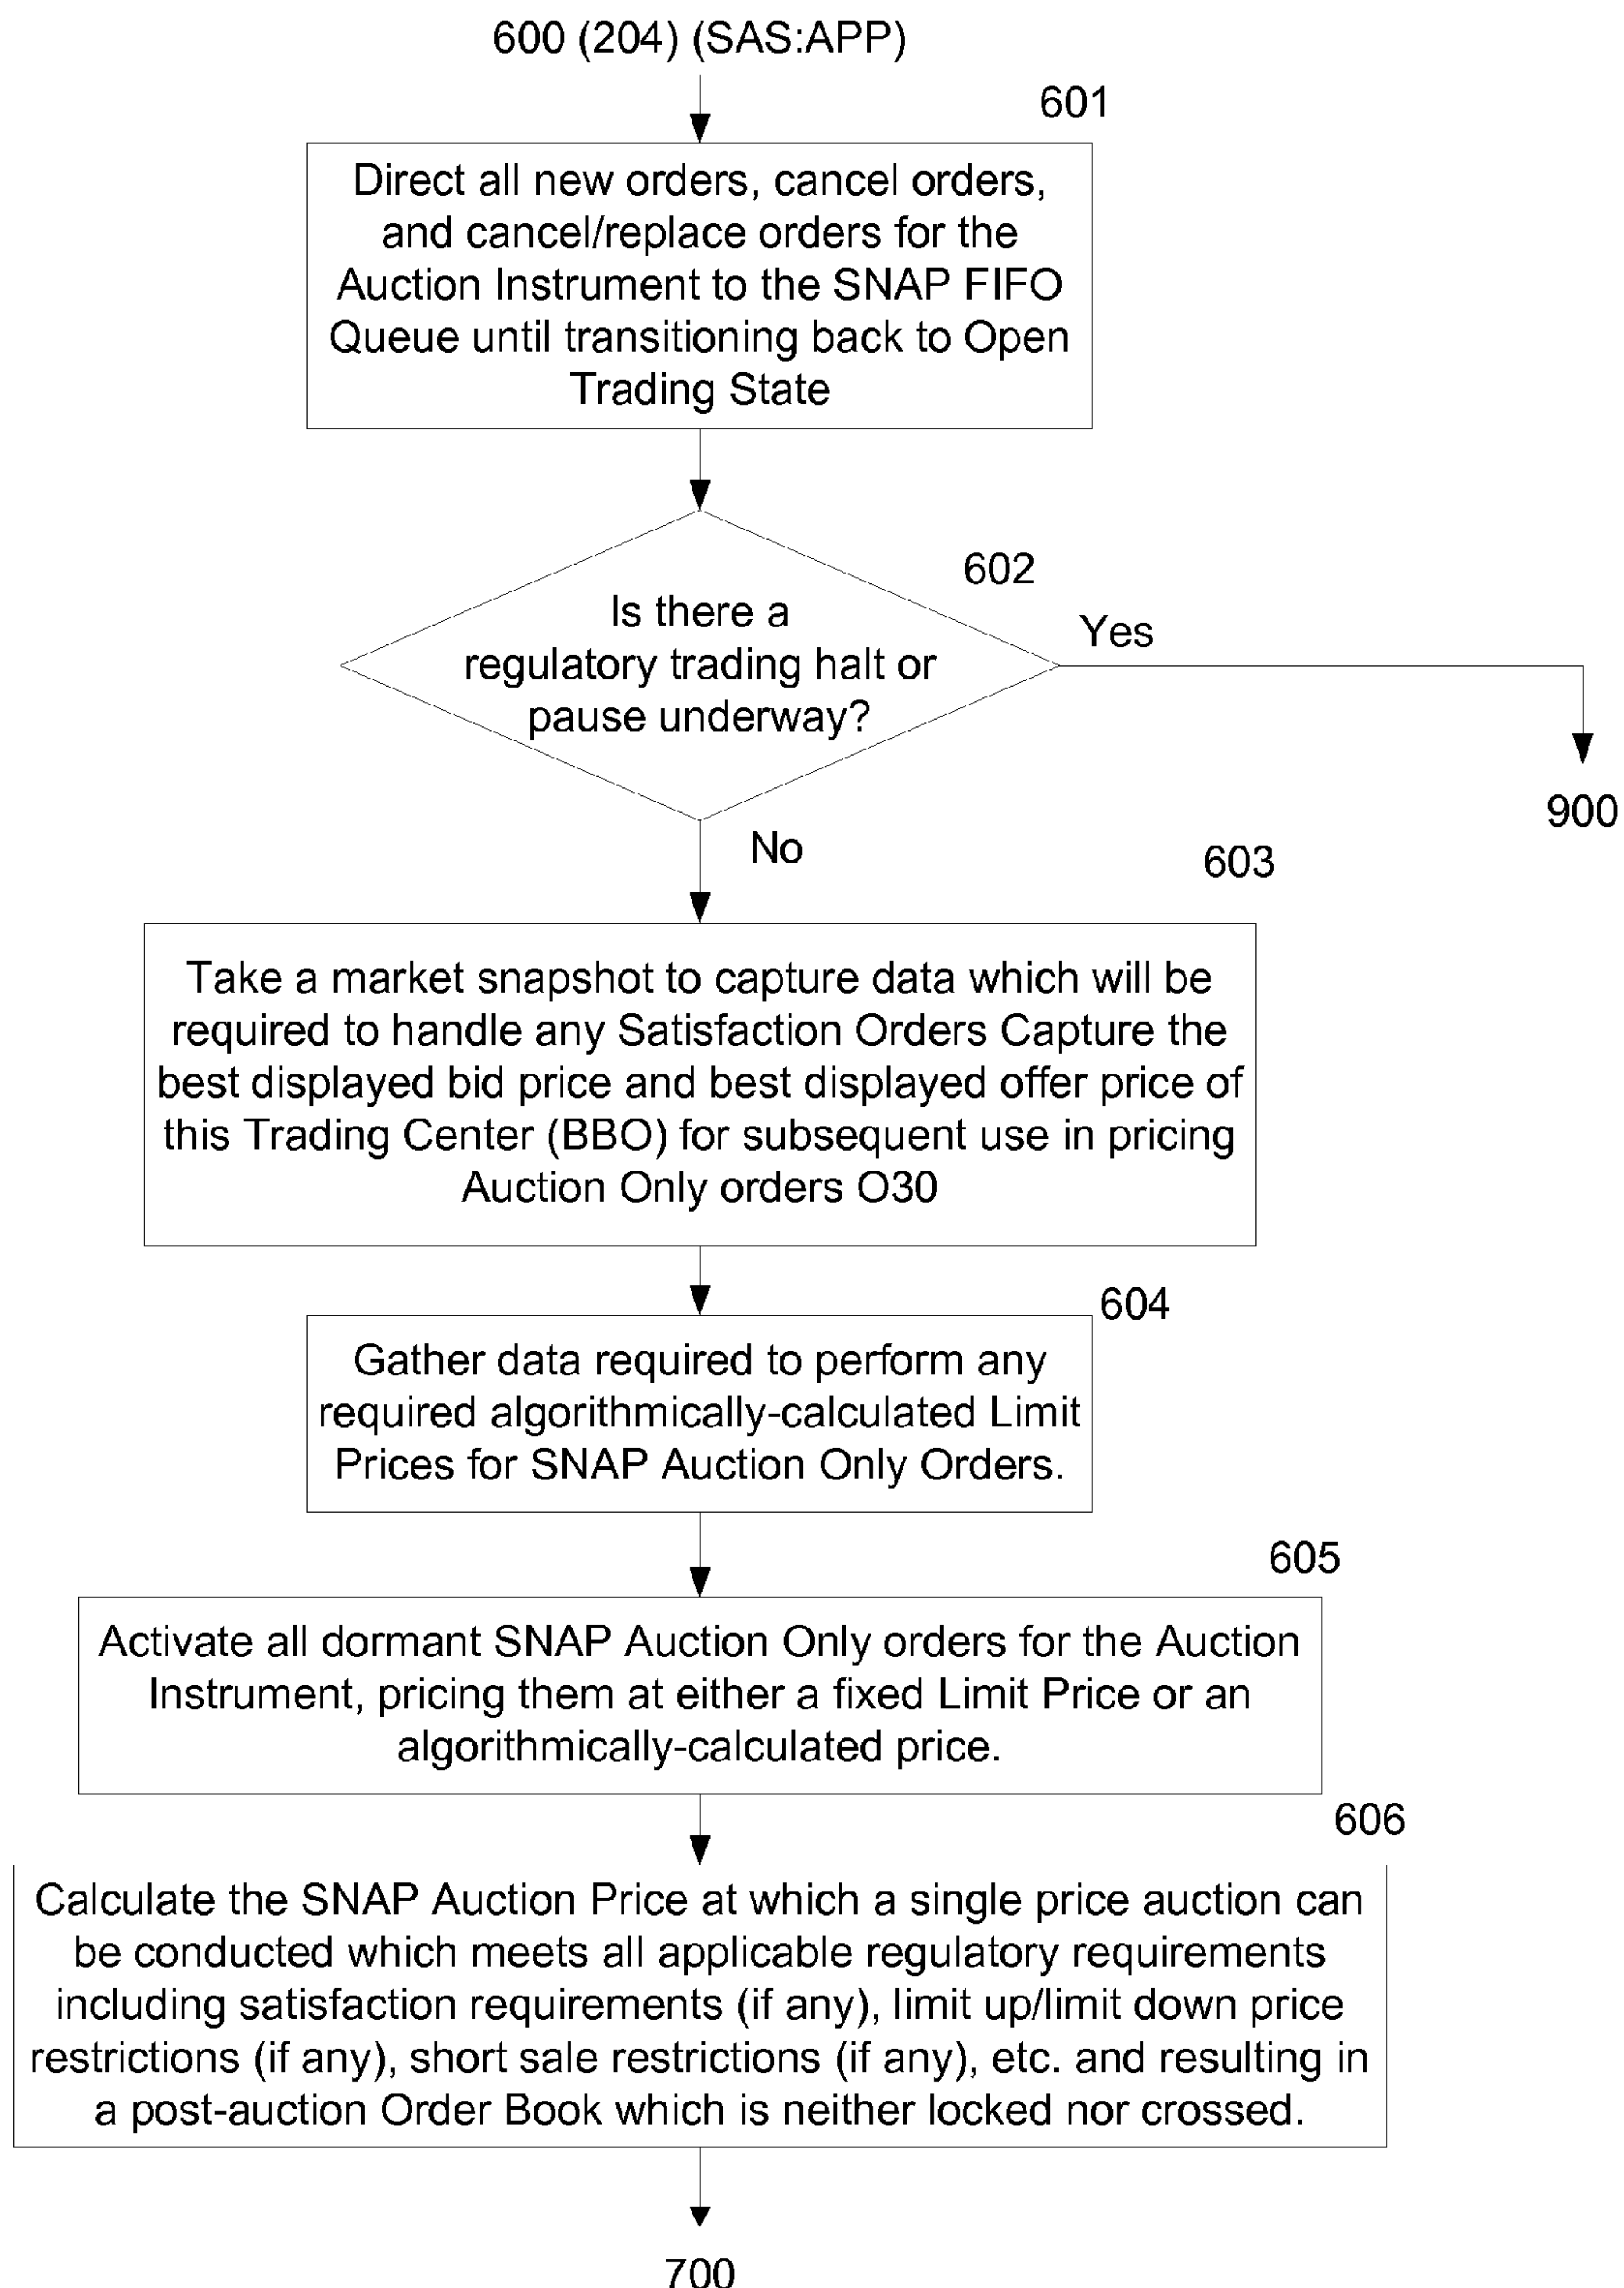 600 (204) (SAS:APP)
601
Direct all new orders, cancel orders,
and cancel/replace orders for the
Auction Instrument to the SNAP FIFO
Queue until transitioning back to Open
Trading State
602
Is there a
regulatory trading halt or
pause underway?
Yes
900
No
603
Take a market snapshot to capture data which will be
required to handle any Satisfaction Orders Capture the
best displayed bid price and best displayed offer price of
this Trading Center (BBO) for subsequent use in pricing
Auction Only orders O30
604
Gather data required to perform any
required algorithmically-calculated Limit
Prices for SNAP Auction Only Orders.
605
Activate all dormant SNAP Auction Only orders for the Auction
Instrument, pricing them at either a fixed Limit Price or an
algorithmically-calculated price.
606
Calculate the SNAP Auction Price at which a single price auction can
be conducted which meets all applicable regulatory requirements
including satisfaction requirements (if any), limit up/limit down price
restrictions (if any), short sale restrictions (if any), etc. and resulting in
a post-auction Order Book which is neither locked nor crossed.
700